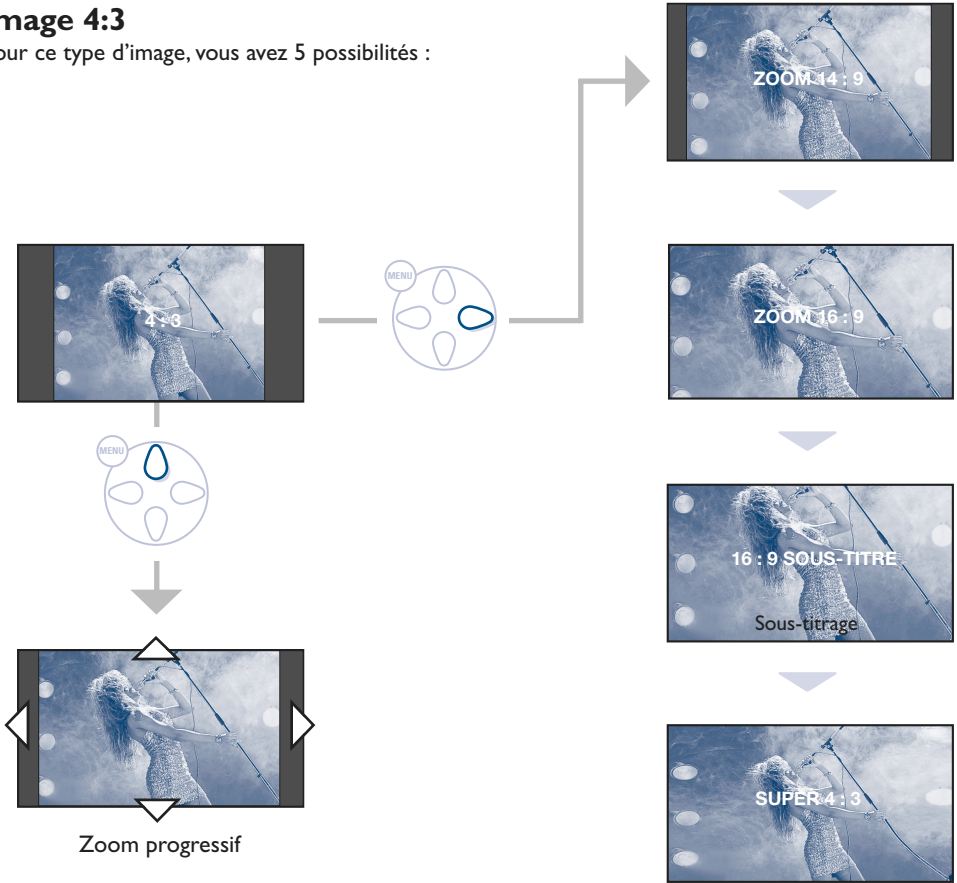 mage 4:3
our ce type d'image, vous avez 5 possibilités :
ZOOM 14 : 9
4 : 3
MENU
ZOOM 16 : 9
MENU
16 : 9 SOUS-TITRE
Sous-titrage
Zoom progressif
SUPER 4 : 3